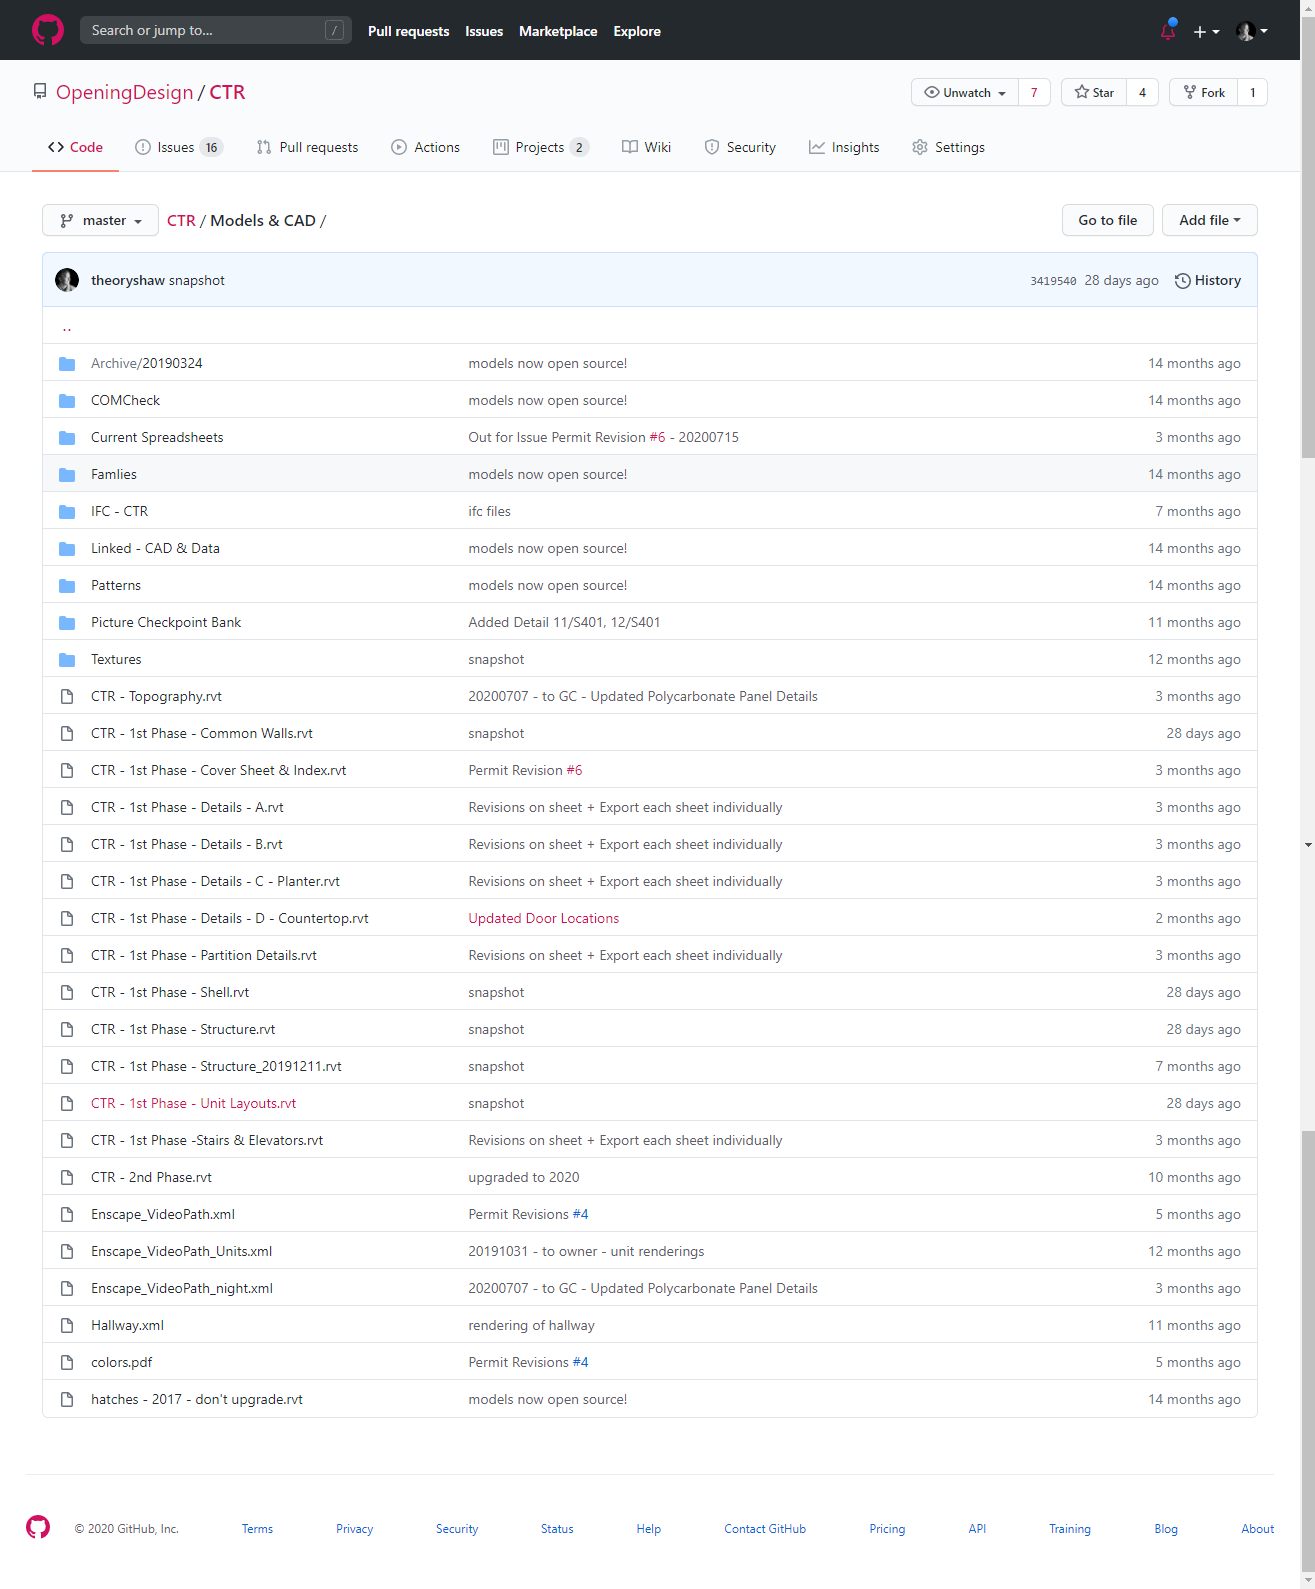 Search or jump to... / Pull requests Issues Marketplace Explore
OpeningDesign / CTR Unwatch 7 Star 4 Fork 1
Code Issues 16 Pull requests Actions Projects 2 Wiki Security Insights Settings
master CTR / Models & CAD / Go to file Add file
theoryshaw snapshot 3419540 28 days ago History
..
Archive/20190324 models now open source! 14 months ago
COMCheck models now open source! 14 months ago
Current Spreadsheets Out for Issue Permit Revision #6 - 20200715 3 months ago
Famlies models now open source! 14 months ago
IFC - CTR ifc files 7 months ago
Linked - CAD & Data models now open source! 14 months ago
Patterns models now open source! 14 months ago
Picture Checkpoint Bank Added Detail 11/S401, 12/S401 11 months ago
Textures snapshot 12 months ago
CTR - Topography.rvt 20200707 - to GC - Updated Polycarbonate Panel Details 3 months ago
CTR - 1st Phase - Common Walls.rvt snapshot 28 days ago
CTR - 1st Phase - Cover Sheet & Index.rvt Permit Revision #6 3 months ago
CTR - 1st Phase - Details - A.rvt Revisions on sheet + Export each sheet individually 3 months ago
CTR - 1st Phase - Details - B.rvt Revisions on sheet + Export each sheet individually 3 months ago
CTR - 1st Phase - Details - C - Planter.rvt Revisions on sheet + Export each sheet individually 3 months ago
CTR - 1st Phase - Details - D - Countertop.rvt Updated Door Locations 2 months ago
CTR - 1st Phase - Partition Details.rvt Revisions on sheet + Export each sheet individually 3 months ago
CTR - 1st Phase - Shell.rvt snapshot 28 days ago
CTR - 1st Phase - Structure.rvt snapshot 28 days ago
CTR - 1st Phase - Structure_20191211.rvt snapshot 7 months ago
CTR - 1st Phase - Unit Layouts.rvt snapshot 28 days ago
CTR - 1st Phase -Stairs & Elevators.rvt Revisions on sheet + Export each sheet individually 3 months ago
CTR - 2nd Phase.rvt upgraded to 2020 10 months ago
Enscape_VideoPath.xml Permit Revisions #4 5 months ago
Enscape_VideoPath_Units.xml 20191031 - to owner - unit renderings 12 months ago
Enscape_VideoPath_night.xml 20200707 - to GC - Updated Polycarbonate Panel Details 3 months ago
Hallway.xml rendering of hallway 11 months ago
colors.pdf Permit Revisions #4 5 months ago
hatches - 2017 - don't upgrade.rvt models now open source! 14 months ago
© 2020 GitHub, Inc. Terms Privacy Security Status Help Contact GitHub Pricing API Training Blog About